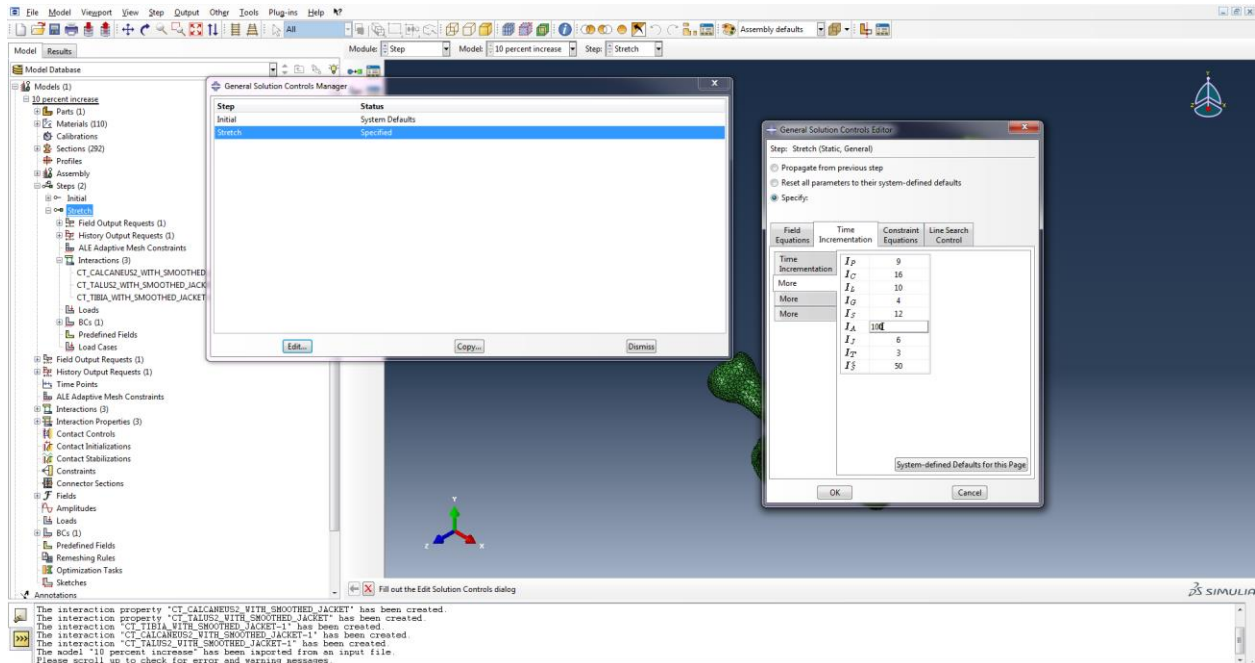 File Model Viewport View Step Output Other Tools Plug-ins Help
All
Assembly defaults
Model Results
Module: Step Model: 10 percent increase Step: Stretch
Model Database
Models (1)
10 percent increase
Parts (1)
Materials (110)
Calibrations
Sections (292)
Profiles
Assembly
Steps (2)
Initial
Stretch
Field Output Requests (1)
History Output Requests (1)
ALE Adaptive Mesh Constraints
Interactions (3)
CT_CALCANEUS2_WITH_SMOOTHED
CT_TALUS2_WITH_SMOOTHED_JACK
CT_TIBIA_WITH_SMOOTHED_JACKET
Loads
BCs (1)
Predefined Fields
Load Cases
Field Output Requests (1)
History Output Requests (1)
Time Points
ALE Adaptive Mesh Constraints
Interactions (3)
Interaction Properties (3)
Contact Controls
Contact Initializations
Contact Stabilizations
Constraints
Connector Sections
Fields
Amplitudes
Loads
BCs (1)
Predefined Fields
Remeshing Rules
Optimization Tasks
Sketches
Annotations
General Solution Controls Manager
Step Status
Initial System Defaults
Stretch Specified
Edit... Copy... Dismiss
General Solution Controls Editor
Step: Stretch (Static, General)
Propagate from previous step
Reset all parameters to their system-defined defaults
Specify:
Field Equations
Time Incrementation
Constraint Equations
Line Search Control
Time Incrementation
More
More
More
I_P 9
I_C 16
I_L 10
I_G 4
I_S 12
I_A 100
I_J 6
I_T 3
I_S^c 50
System-defined Defaults for this Page
OK Cancel
Y
Z X
Fill out the Edit Solution Controls dialog
SIMULIA
The interaction property "CT_CALCANEUS2_WITH_SMOOTHED_JACKET" has been created.
The interaction property "CT_TALUS2_WITH_SMOOTHED_JACKET" has been created.
The interaction "CT_TIBIA_WITH_SMOOTHED_JACKET-1" has been created.
The interaction "CT_CALCANEUS2_WITH_SMOOTHED_JACKET-1" has been created.
The interaction "CT_TALUS2_WITH_SMOOTHED_JACKET-1" has been created.
The model "10 percent increase" has been imported from an input file.
Please scroll up to check for error and warning messages.